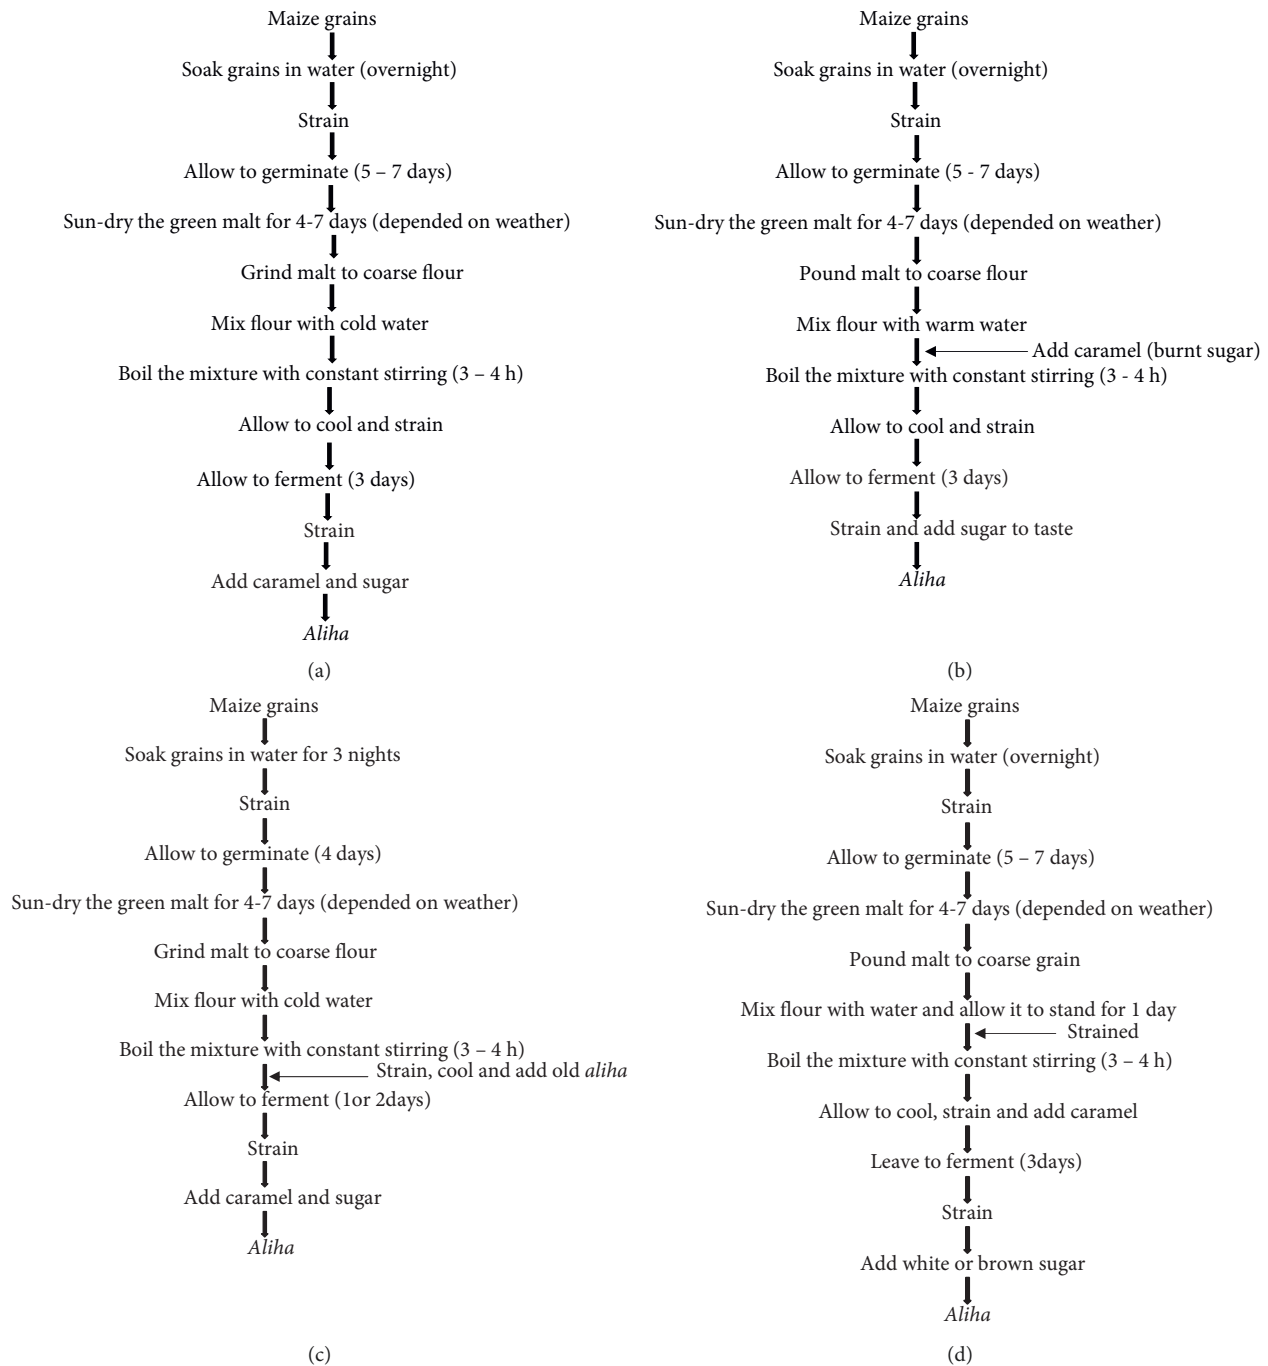 Maize grains
Soak grains in water (overnight)
Strain
Allow to germinate (5 – 7 days)
Sun-dry the green malt for 4-7 days (depended on weather)
Grind malt to coarse flour
Mix flour with cold water
Boil the mixture with constant stirring (3 – 4 h)
Allow to cool and strain
Allow to ferment (3 days)
Strain
Add caramel and sugar
Aliha
(a)
Maize grains
Soak grains in water (overnight)
Strain
Allow to germinate (5 - 7 days)
Sun-dry the green malt for 4-7 days (depended on weather)
Pound malt to coarse flour
Mix flour with warm water
Add caramel (burnt sugar)
Boil the mixture with constant stirring (3 - 4 h)
Allow to cool and strain
Allow to ferment (3 days)
Strain and add sugar to taste
Aliha
(b)
Maize grains
Soak grains in water for 3 nights
Strain
Allow to germinate (4 days)
Sun-dry the green malt for 4-7 days (depended on weather)
Grind malt to coarse flour
Mix flour with cold water
Boil the mixture with constant stirring (3 – 4 h)
Strain, cool and add old aliha
Allow to ferment (1or 2days)
Strain
Add caramel and sugar
Aliha
(c)
Maize grains
Soak grains in water (overnight)
Strain
Allow to germinate (5 – 7 days)
Sun-dry the green malt for 4-7 days (depended on weather)
Pound malt to coarse grain
Mix flour with water and allow it to stand for 1 day
Strained
Boil the mixture with constant stirring (3 – 4 h)
Allow to cool, strain and add caramel
Leave to ferment (3days)
Strain
Add white or brown sugar
Aliha
(d)